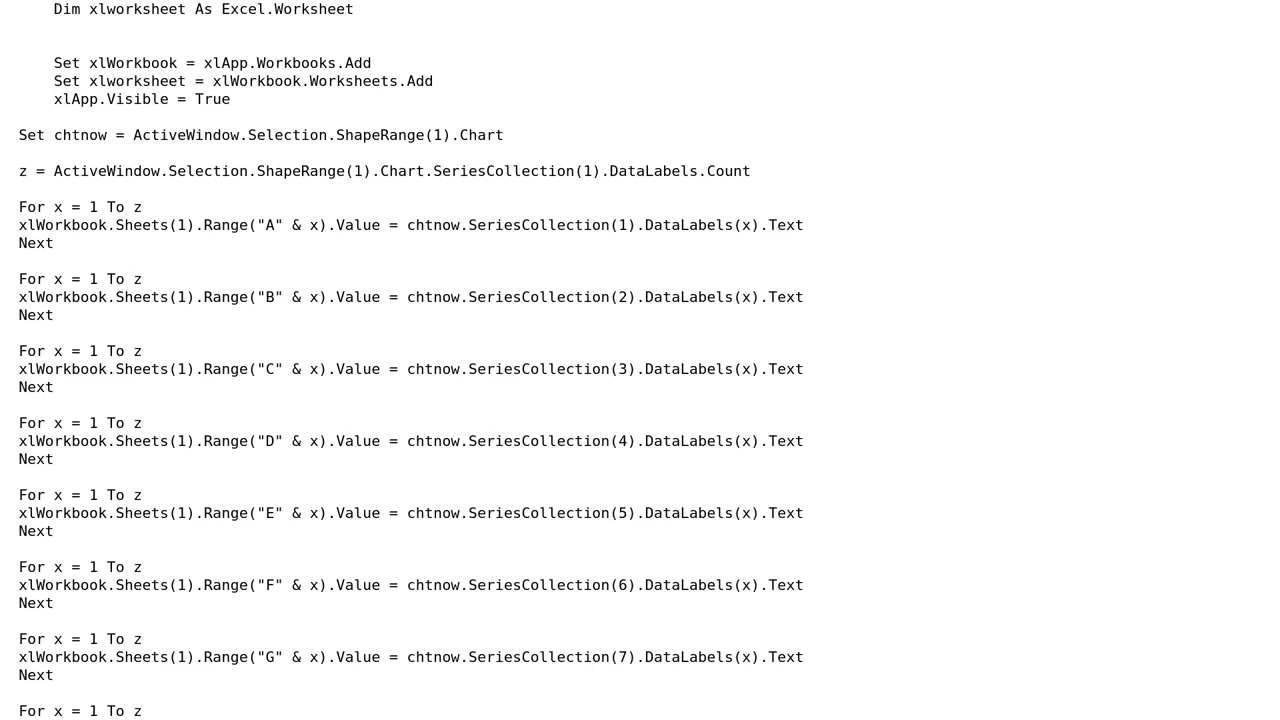 Dim xlworksheet As Excel.Worksheet
Set xlWorkbook = xlApp.Workbooks.Add
Set xlworksheet = xlWorkbook.Worksheets.Add
xlApp.Visible = True
Set chtnow = ActiveWindow.Selection.ShapeRange(1).Chart
z = ActiveWindow.Selection.ShapeRange(1).Chart.SeriesCollection(1).DataLabels.Count
For x = 1 To z
xlWorkbook.Sheets(1).Range("A" & x).Value = chtnow.SeriesCollection(1).DataLabels(x).Text
Next
For x = 1 To z
xlWorkbook.Sheets(1).Range("B" & x).Value = chtnow.SeriesCollection(2).DataLabels(x).Text
Next
For x = 1 To z
xlWorkbook.Sheets(1).Range("C" & x).Value = chtnow.SeriesCollection(3).DataLabels(x).Text
Next
For x = 1 To z
xlWorkbook.Sheets(1).Range("D" & x).Value = chtnow.SeriesCollection(4).DataLabels(x).Text
Next
For x = 1 To z
xlWorkbook.Sheets(1).Range("E" & x).Value = chtnow.SeriesCollection(5).DataLabels(x).Text
Next
For x = 1 To z
xlWorkbook.Sheets(1).Range("F" & x).Value = chtnow.SeriesCollection(6).DataLabels(x).Text
Next
For x = 1 To z
xlWorkbook.Sheets(1).Range("G" & x).Value = chtnow.SeriesCollection(7).DataLabels(x).Text
Next
For x = 1 To z